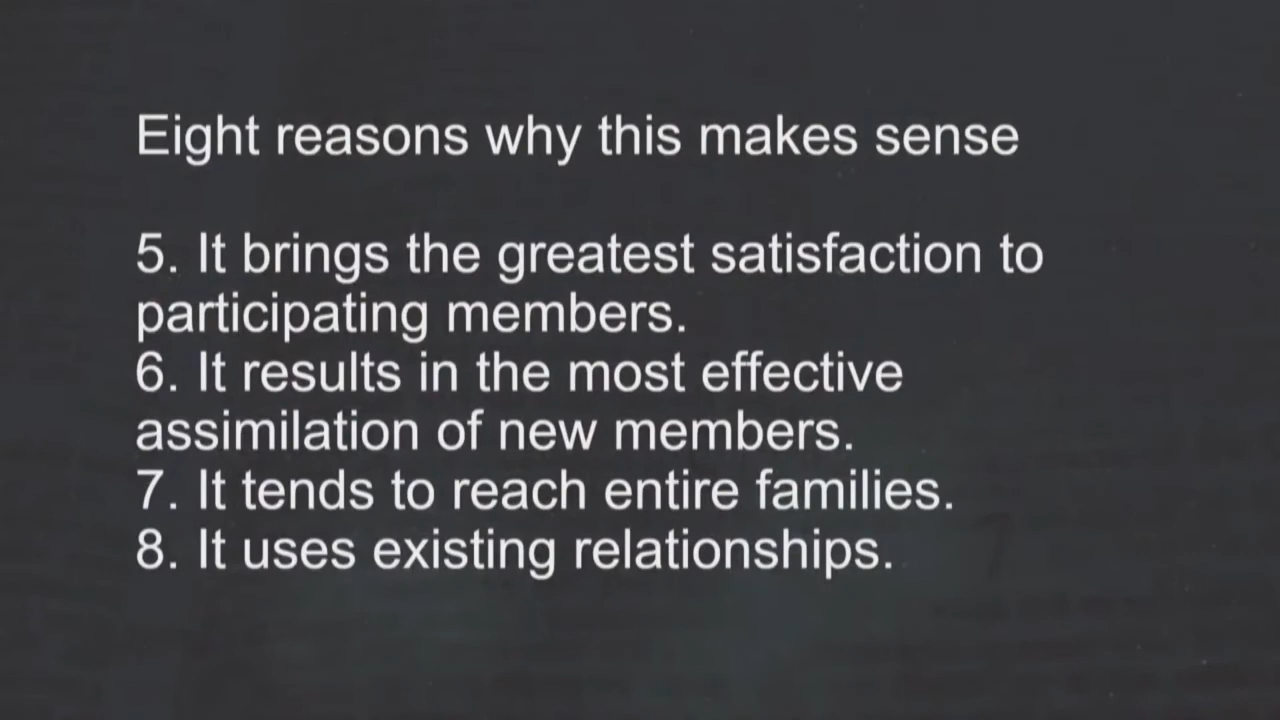 Eight reasons why this makes sense
5. It brings the greatest satisfaction to
participating members.
6. It results in the most effective
assimilation of new members.
7. It tends to reach entire families.
8. It uses existing relationships.